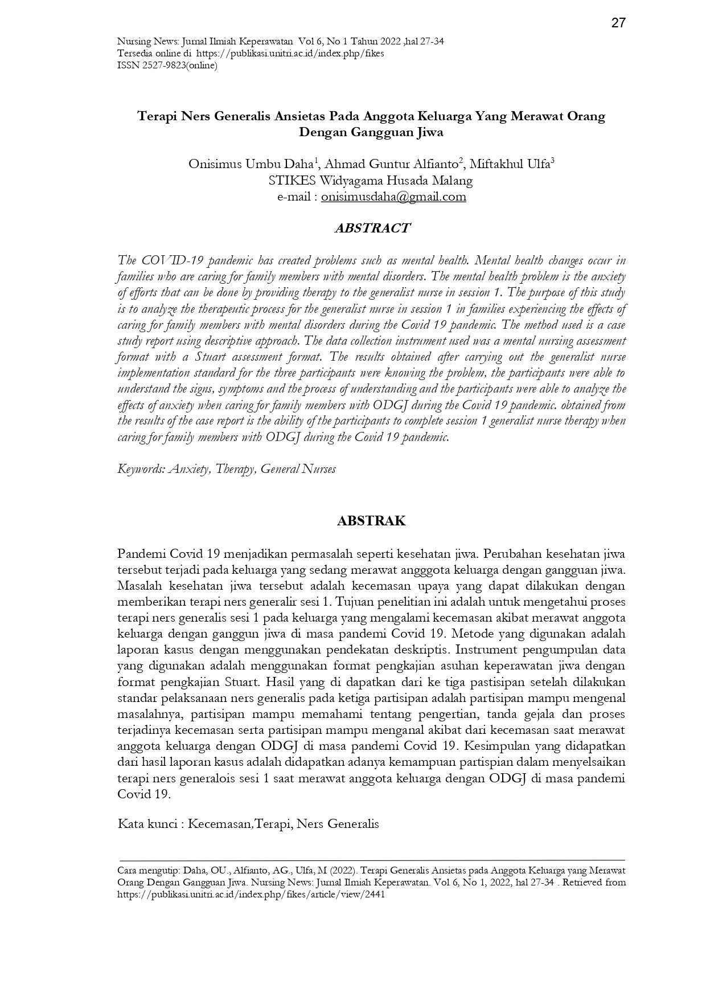 27
Nursing News: Jurnal Ilmiah Keperawatan Vol 6, No 1 Tahun 2022 ,hal 27-34
Tersedia online di https://publikasi.unitri.ac.id/index.php/fikes
ISSN 2527-9823(online)
Terapi Ners Generalis Ansietas Pada Anggota Keluarga Yang Merawat Orang
Dengan Gangguan Jiwa
Onisimus Umbu Daha1, Ahmad Guntur Alfianto2, Miftakhul Ulfa3
STIKES Widyagama Husada Malang
e-mail : onisimusdaha@gmail.com
ABSTRACT
The COVID-19 pandemic has created problems such as mental health. Mental health changes occur in
families who are caring for family members with mental disorders. The mental health problem is the anxiety
of efforts that can be done by providing therapy to the generalist nurse in session 1. The purpose of this study
is to analyze the therapeutic process for the generalist nurse in session 1 in families experiencing the effects of
caring for family members with mental disorders during the Covid 19 pandemic. The method used is a case
study report using descriptive approach. The data collection instrument used was a mental nursing assessment
format with a Stuart assessment format. The results obtained after carrying out the generalist nurse
implementation standard for the three participants were knowing the problem, the participants were able to
understand the signs, symptoms and the process of understanding and the participants were able to analyze the
effects of anxiety when caring for family members with ODGJ during the Covid 19 pandemic. obtained from
the results of the case report is the ability of the participants to complete session 1 generalist nurse therapy when
caring for family members with ODGJ during the Covid 19 pandemic.
Keywords: Anxiety, Therapy, General Nurses
ABSTRAK
Pandemi Covid 19 menjadikan permasalah seperti kesehatan jiwa. Perubahan kesehatan jiwa
tersebut terjadi pada keluarga yang sedang merawat angggota keluarga dengan gangguan jiwa.
Masalah kesehatan jiwa tersebut adalah kecemasan upaya yang dapat dilakukan dengan
memberikan terapi ners generalir sesi 1. Tujuan penelitian ini adalah untuk mengetahui proses
terapi ners generalis sesi 1 pada keluarga yang mengalami kecemasan akibat merawat anggota
keluarga dengan ganggun jiwa di masa pandemi Covid 19. Metode yang digunakan adalah
laporan kasus dengan menggunakan pendekatan deskriptis. Instrument pengumpulan data
yang digunakan adalah menggunakan format pengkajian asuhan keperawatan jiwa dengan
format pengkajian Stuart. Hasil yang di dapatkan dari ke tiga pastisipan setelah dilakukan
standar pelaksanaan ners generalis pada ketiga partisipan adalah partisipan mampu mengenal
masalahnya, partisipan mampu memahami tentang pengertian, tanda gejala dan proses
terjadinya kecemasan serta partisipan mampu menganal akibat dari kecemasan saat merawat
anggota keluarga dengan ODGJ di masa pandemi Covid 19. Kesimpulan yang didapatkan
dari hasil laporan kasus adalah didapatkan adanya kemampuan partispian dalam menyelsaikan
terapi ners generalois sesi 1 saat merawat anggota keluarga dengan ODGJ di masa pandemi
Covid 19.
Kata kunci : Kecemasan,Terapi, Ners Generalis
Cara mengutip: Daha, OU., Alfianto, AG., Ulfa, M (2022). Terapi Generalis Ansietas pada Anggota Keluarga yang Merawat
Orang Dengan Gangguan Jiwa. Nursing News: Jurnal Ilmiah Keperawatan. Vol 6, No 1, 2022, hal 27-34 . Retrieved from
https://publikasi.unitri.ac.id/index.php/fikes/article/view/2441